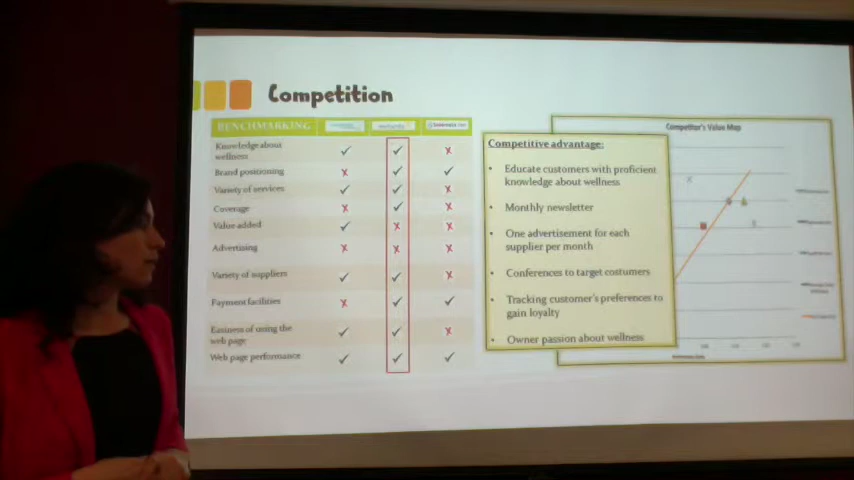 Competition
BENCHMARKING
Knowledge about
wellness
Brand positioning
Variety of services
Coverage
Value added
Advertising
Variety of suppliers
Payment facilities
Easiness of using the
web page
Web page performance
Competitive advantage:
• Educate customers with proficient
knowledge about wellness
• Monthly newsletter
• One advertisement for each
supplier per month
• Conferences to target costumers
• Tracking customer's preferences to
gain loyalty
• Owner passion about wellness
Competitor's Value Map